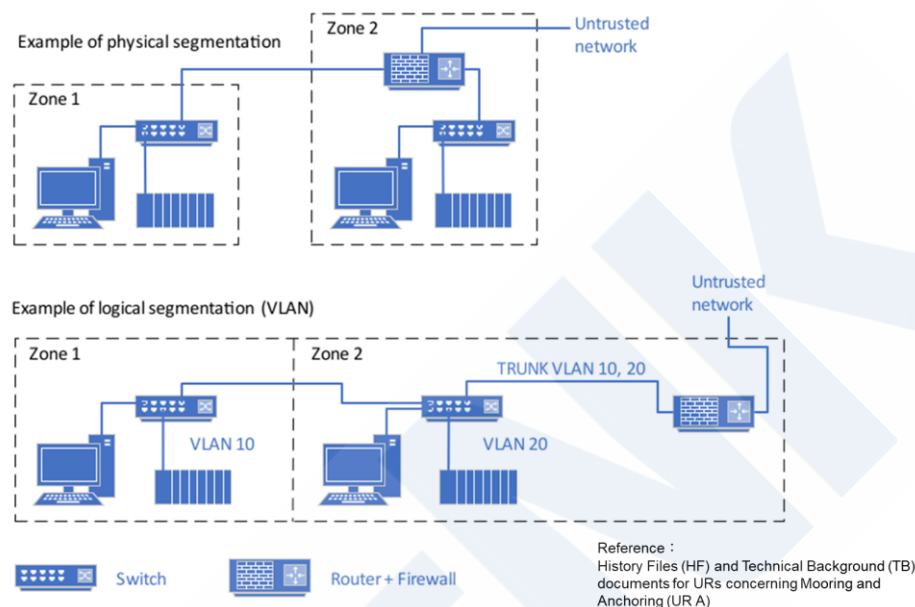 Example of physical segmentation
Zone 2
Untrusted
network
Zone 1
Untrusted
network
Example of logical segmentation (VLAN)
Zone 1
Zone 2
TRUNK VLAN 10, 20
VLAN 10
VLAN 20
Switch
Router + Firewall
Reference：
History Files (HF) and Technical Background (TB)
documents for URs concerning Mooring and
Anchoring (UR A)